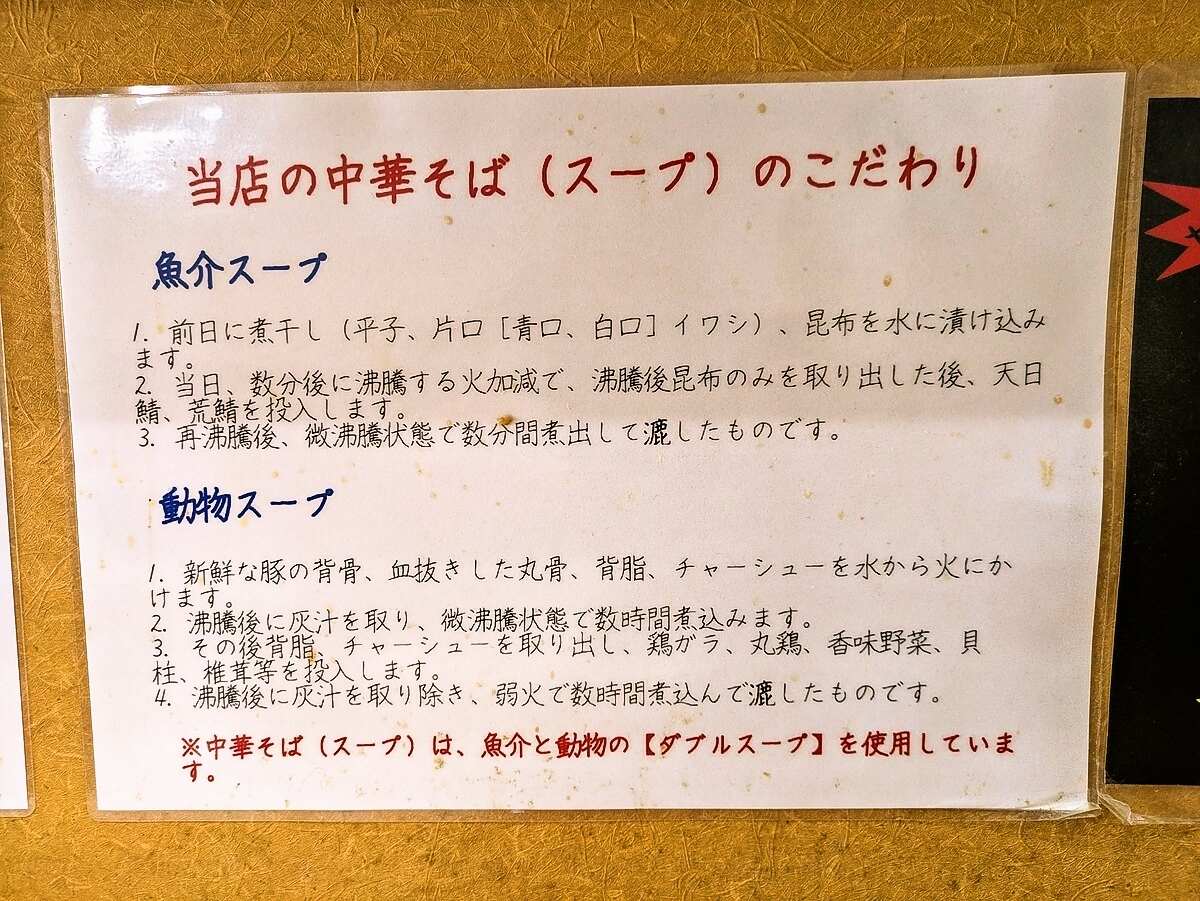 当店の中華そば（スープ）のこだわり
魚介スープ
1. 前日に煮干し（平子、片口［青口、白口］イワシ）、昆布を水に漬け込み
ます。
2. 当日、数分後に沸騰する火加減で、沸騰後昆布のみを取り出した後、天日
鯖、荒鯖を投入します。
3. 再沸騰後、微沸騰状態で数分間煮出して漉したものです。
動物スープ
1. 新鮮な豚の背骨、血抜きした丸骨、背脂、チャーシューを水から火にか
けます。
2. 沸騰後に灰汁を取り、微沸騰状態で数時間煮込みます。
3. その後背脂、チャーシューを取り出し、鶏ガラ、丸鶏、香味野菜、貝
柱、椎茸等を投入します。
4. 沸騰後に灰汁を取り除き、弱火で数時間煮込んで漉したものです。
※中華そば（スープ）は、魚介と動物の【ダブルスープ】を使用していま
す。